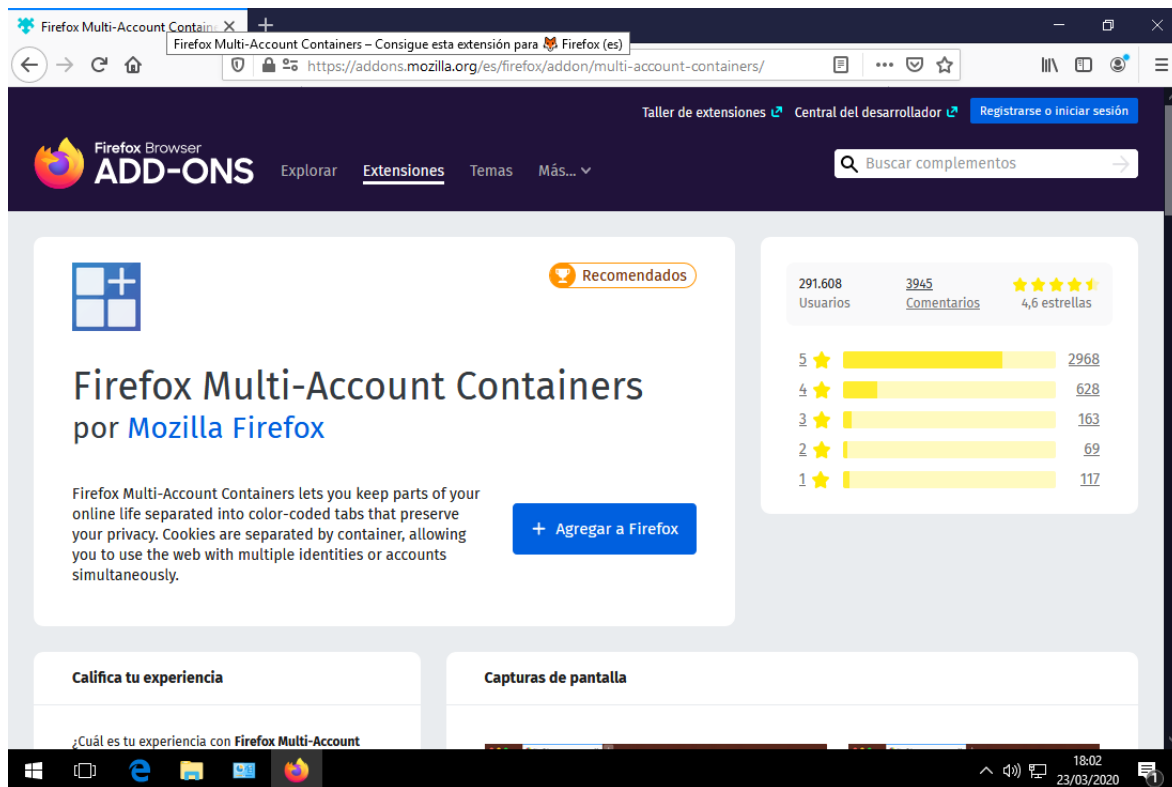 Firefox Multi-Account Contain
Firefox Multi-Account Containers – Consigue esta extensión para 🦊 Firefox (es)
https://addons.mozilla.org/es/firefox/addon/multi-account-containers/
Taller de extensiones Central del desarrollador Registrarse o iniciar sesión
Firefox Browser
ADD-ONS
Explorar Extensiones Temas Más...
Buscar complementos
Recomendados
Firefox Multi-Account Containers
por Mozilla Firefox
Firefox Multi-Account Containers lets you keep parts of your
online life separated into color-coded tabs that preserve
your privacy. Cookies are separated by container, allowing
you to use the web with multiple identities or accounts
simultaneously.
+ Agregar a Firefox
291.608 3945
Usuarios Comentarios 4,6 estrellas
5 2968
4 628
3 163
2 69
1 117
Califica tu experiencia
¿Cuál es tu experiencia con Firefox Multi-Account
Capturas de pantalla
18:02
23/03/2020
1